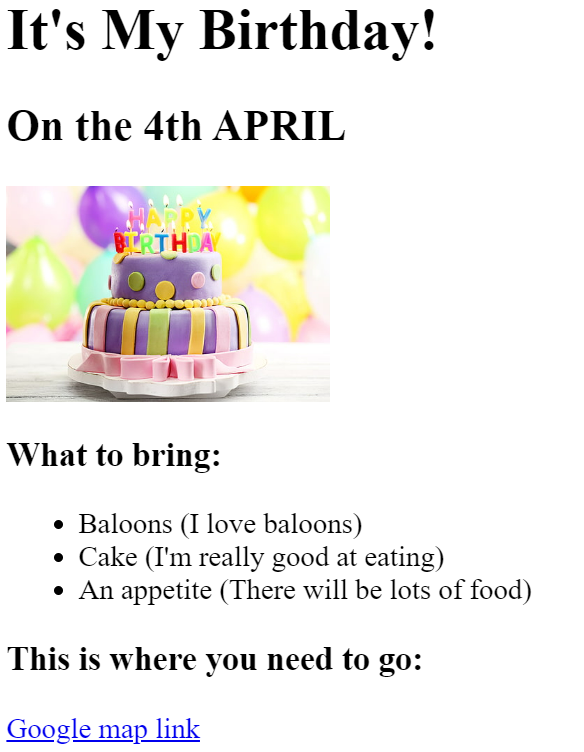 It's My Birthday!
On the 4th APRIL
HAPPY
BIRTHDAY
What to bring:
Baloons (I love baloons)
Cake (I'm really good at eating)
An appetite (There will be lots of food)
This is where you need to go:
Google map link